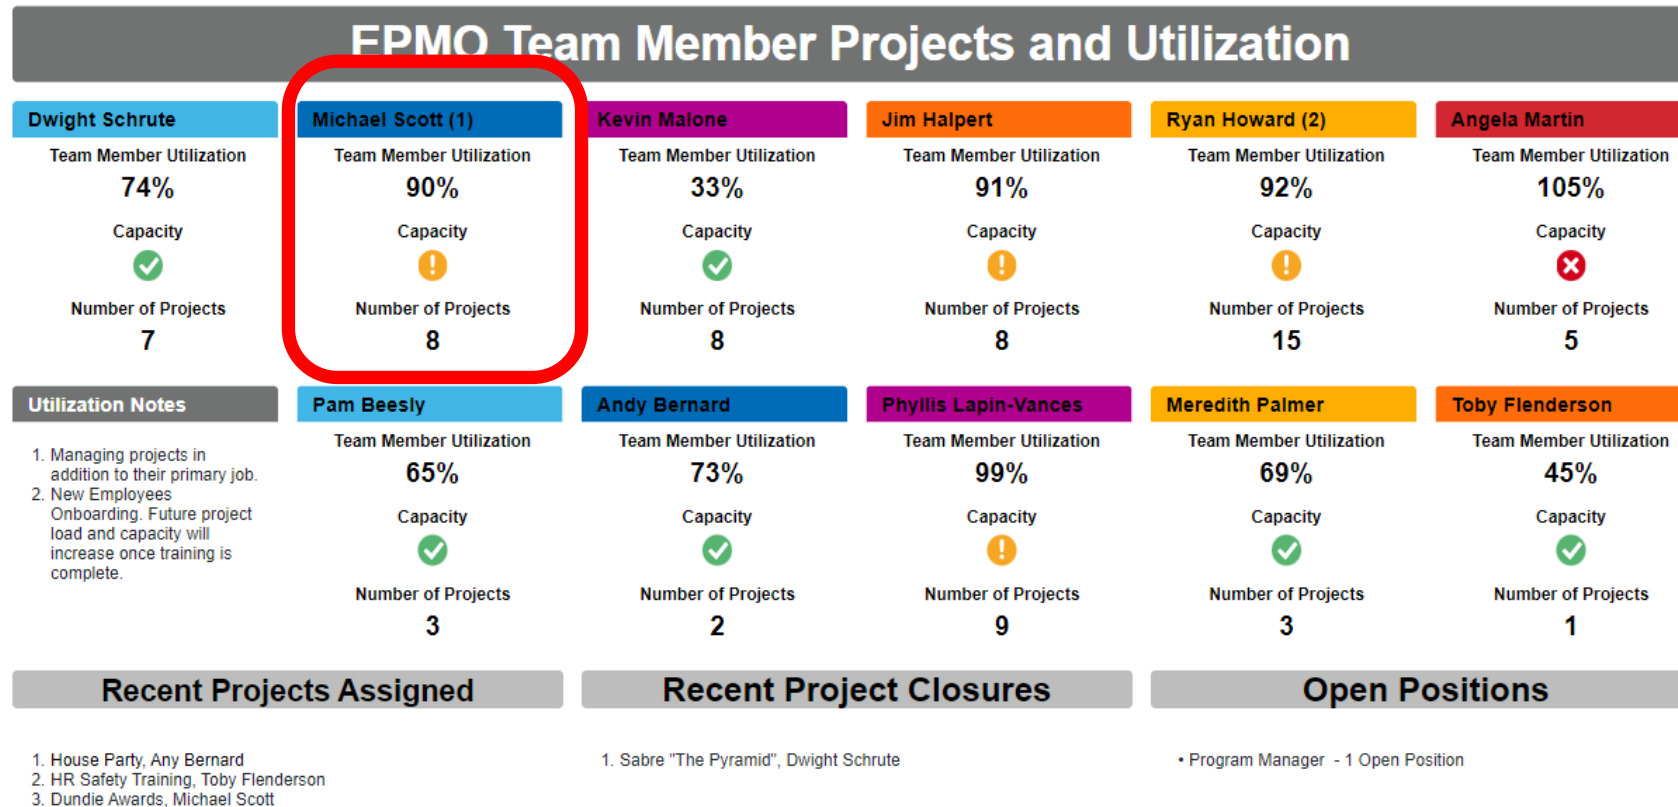 EPMO Team Member Projects and Utilization
Dwight Schrute
Team Member Utilization
74%
Capacity
Number of Projects
7
Michael Scott (1)
Team Member Utilization
90%
Capacity
Number of Projects
8
Kevin Malone
Team Member Utilization
33%
Capacity
Number of Projects
8
Jim Halpert
Team Member Utilization
91%
Capacity
Number of Projects
8
Ryan Howard (2)
Team Member Utilization
92%
Capacity
Number of Projects
15
Angela Martin
Team Member Utilization
105%
Capacity
Number of Projects
5
Utilization Notes
1. Managing projects in
addition to their primary job.
2. New Employees
Onboarding. Future project
load and capacity will
increase once training is
complete.
Pam Beesly
Team Member Utilization
65%
Capacity
Number of Projects
3
Andy Bernard
Team Member Utilization
73%
Capacity
Number of Projects
2
Phyllis Lapin-Vances
Team Member Utilization
99%
Capacity
Number of Projects
9
Meredith Palmer
Team Member Utilization
69%
Capacity
Number of Projects
3
Toby Flenderson
Team Member Utilization
45%
Capacity
Number of Projects
1
Recent Projects Assigned
1. House Party, Any Bernard
2. HR Safety Training, Toby Flenderson
3. Dundie Awards, Michael Scott
Recent Project Closures
1. Sabre "The Pyramid", Dwight Schrute
Open Positions
• Program Manager - 1 Open Position